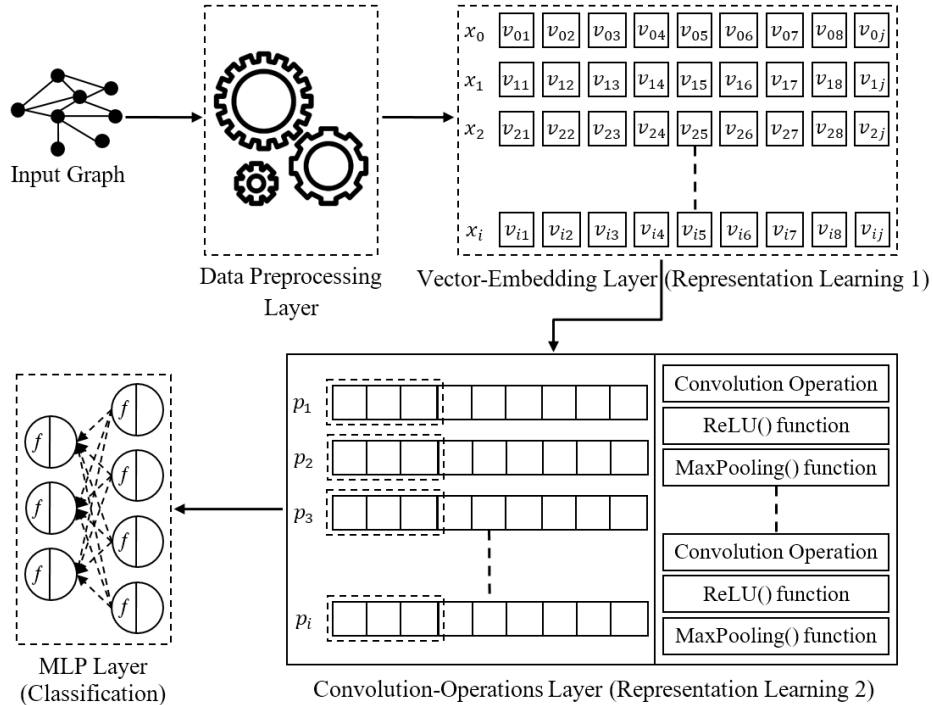 x₀ v₀₁ v₀₂ v₀₃ v₀₄ v₀₅ v₀₆ v₀₇ v₀₈ v₀ⱼ
x₁ v₁₁ v₁₂ v₁₃ v₁₄ v₁₅ v₁₆ v₁₇ v₁₈ v₁ⱼ
x₂ v₂₁ v₂₂ v₂₃ v₂₄ v₂₅ v₂₆ v₂₇ v₂₈ v₂ⱼ
xᵢ vᵢ₁ vᵢ₂ vᵢ₃ vᵢ₄ vᵢ₅ vᵢ₆ vᵢ₇ vᵢ₈ vᵢⱼ
Input Graph
Data Preprocessing
Layer
Vector-Embedding Layer (Representation Learning 1)
f
f
f
f
f
f
f
MLP Layer
(Classification)
p₁
p₂
p₃
pᵢ
Convolution Operation
ReLU() function
MaxPooling() function
Convolution Operation
ReLU() function
MaxPooling() function
Convolution-Operations Layer (Representation Learning 2)